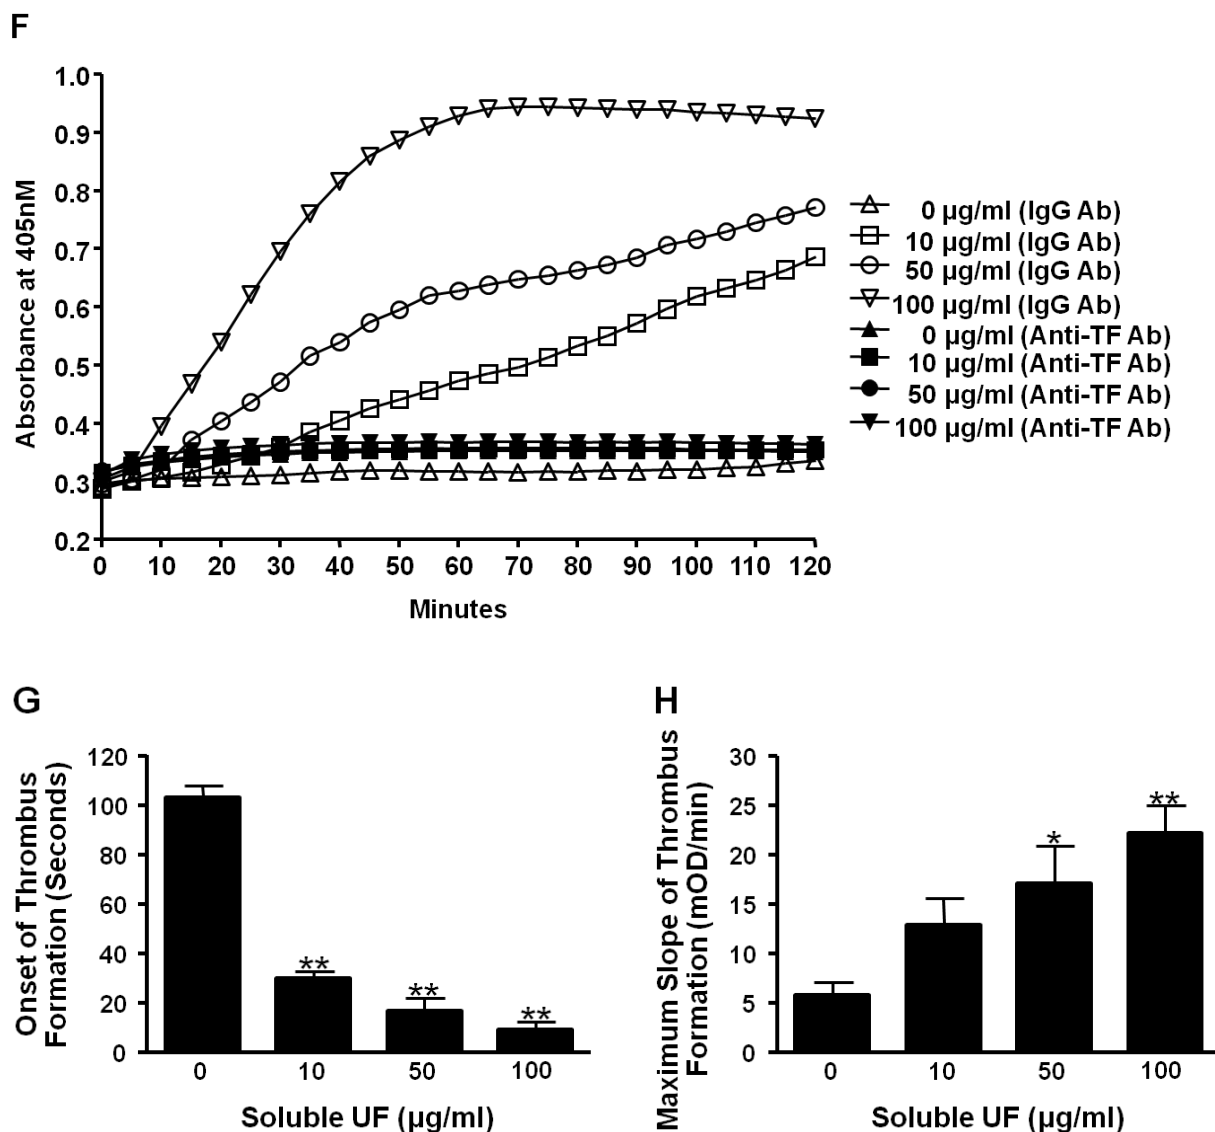 F
Absorbance at 405nM
1.0
0.9
0.8
0.7
0.6
0.5
0.4
0.3
0.2
0 10 20 30 40 50 60 70 80 90 100 110 120
Minutes
0 µg/ml (IgG Ab)
10 µg/ml (IgG Ab)
50 µg/ml (IgG Ab)
100 µg/ml (IgG Ab)
0 µg/ml (Anti-TF Ab)
10 µg/ml (Anti-TF Ab)
50 µg/ml (Anti-TF Ab)
100 µg/ml (Anti-TF Ab)
G
Onset of Thrombus
Formation (Seconds)
120
100
80
60
40
20
0
**
**
**
0 10 50 100
Soluble UF (µg/ml)
H
Maximum Slope of Thrombus
Formation (mOD/min)
30
25
20
15
10
5
0
*
**
0 10 50 100
Soluble UF (µg/ml)